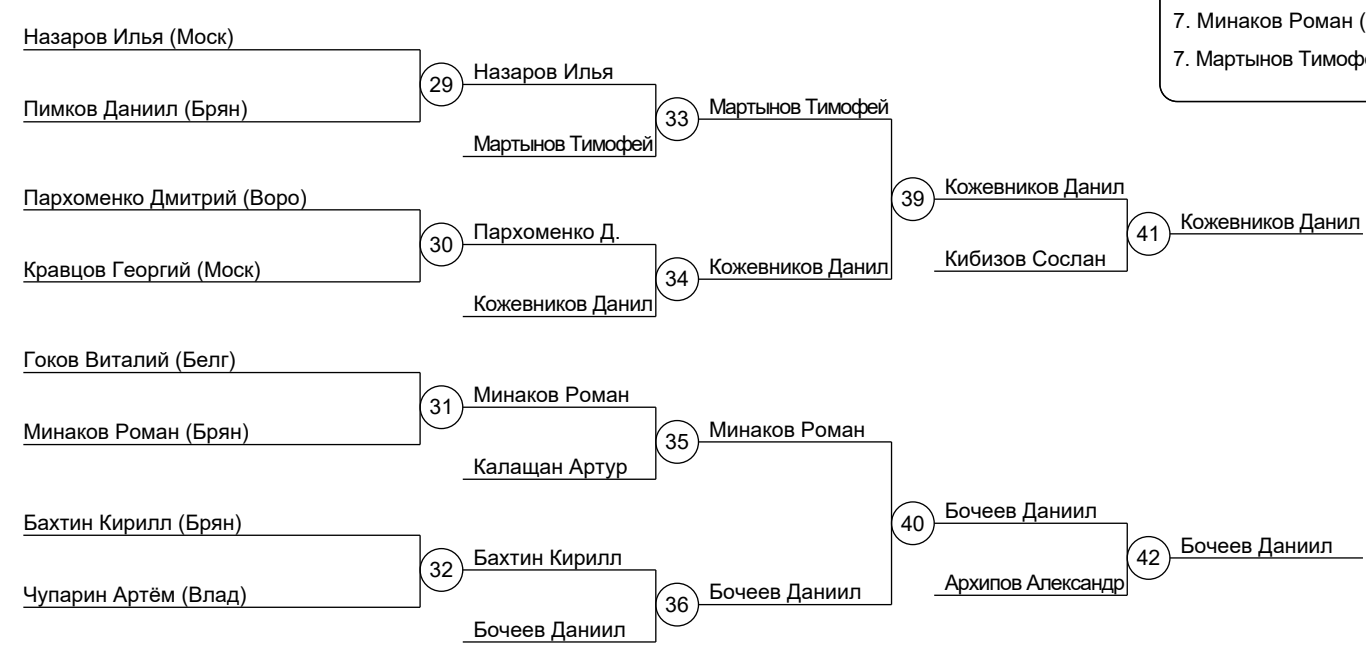 7. Минаков Роман (
7. Мартынов Тимоф
Назаров Илья (Моск)
29
Назаров Илья
Пимков Даниил (Брян)
33
Мартынов Тимофей
Мартынов Тимофей
Пархоменко Дмитрий (Воро)
39
Кожевников Данил
30
Пархоменко Д.
41
Кожевников Данил
Кравцов Георгий (Моск)
34
Кожевников Данил
Кибизов Сослан
Кожевников Данил
Гоков Виталий (Белг)
31
Минаков Роман
Минаков Роман (Брян)
35
Минаков Роман
Калащан Артур
Бахтин Кирилл (Брян)
40
Бочеев Даниил
32
Бахтин Кирилл
42
Бочеев Даниил
Чупарин Артём (Влад)
36
Бочеев Даниил
Архипов Александр
Бочеев Даниил